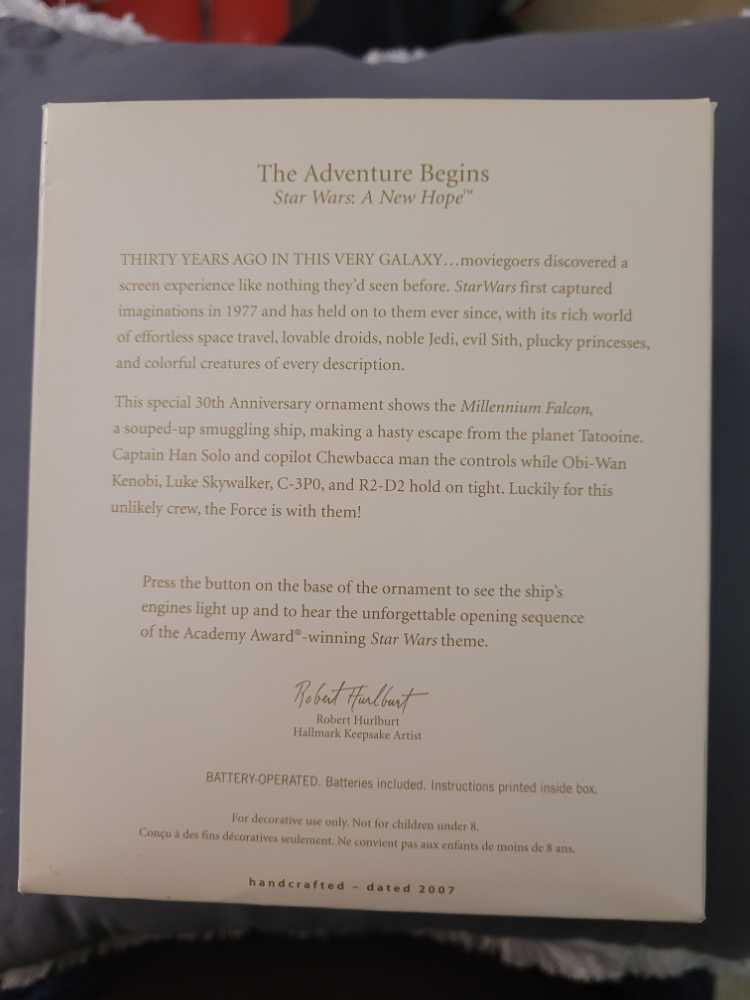 The Adventure Begins
Star Wars: A New Hope™
THIRTY YEARS AGO IN THIS VERY GALAXY...moviegoers discovered a
screen experience like nothing they'd seen before. StarWars first captured
imaginations in 1977 and has held on to them ever since, with its rich world
of effortless space travel, lovable droids, noble Jedi, evil Sith, plucky princesses,
and colorful creatures of every description.
This special 30th Anniversary ornament shows the Millennium Falcon,
a souped-up smuggling ship, making a hasty escape from the planet Tatooine.
Captain Han Solo and copilot Chewbacca man the controls while Obi-Wan
Kenobi, Luke Skywalker, C-3P0, and R2-D2 hold on tight. Luckily for this
unlikely crew, the Force is with them!
Press the button on the base of the ornament to see the ship's
engines light up and to hear the unforgettable opening sequence
of the Academy Award®-winning Star Wars theme.
Robert Hurlburt
Robert Hurlburt
Hallmark Keepsake Artist
BATTERY-OPERATED. Batteries included. Instructions printed inside box.
For decorative use only. Not for children under 8.
Conçu à des fins décoratives seulement. Ne convient pas aux enfants de moins de 8 ans.
handcrafted – dated 2007